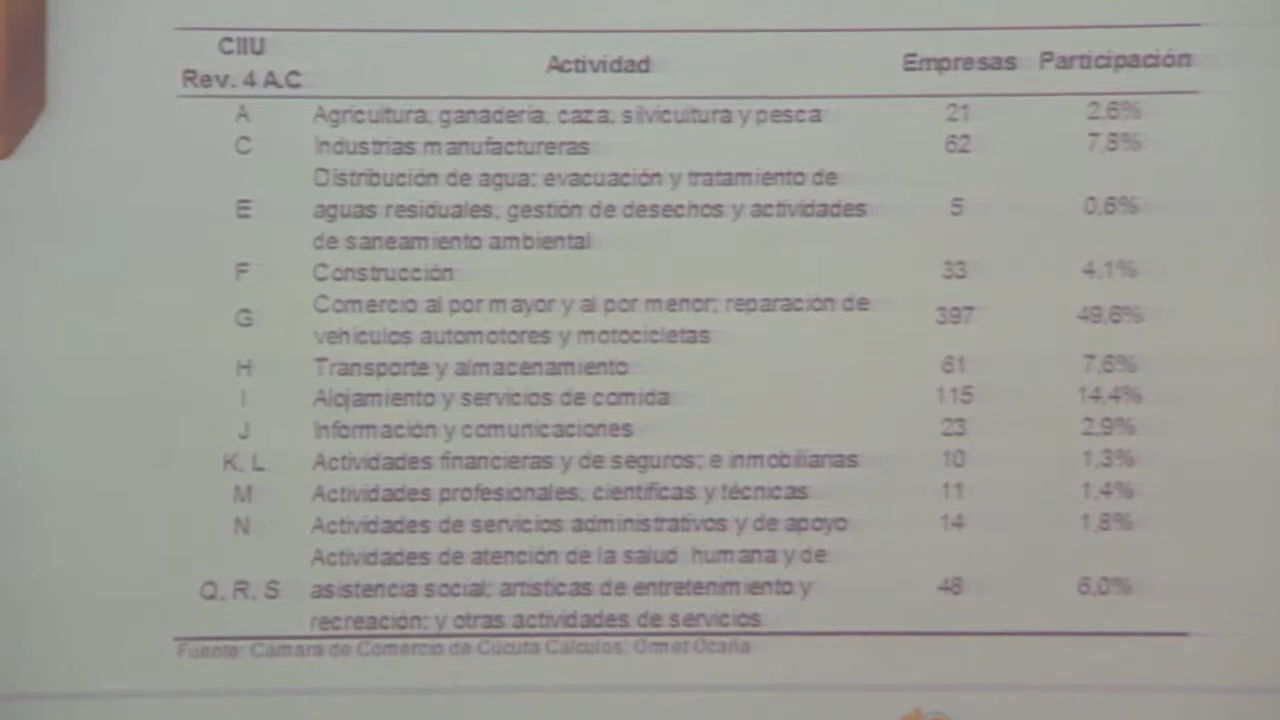 CIIU
Rev. 4 A.C Actividad Empresas Participación
A Agricultura, ganadería, caza, silvicultura y pesca 21 2,6%
C Industrias manufactureras 62 7,8%
Distribución de agua; evacuación y tratamiento de
E aguas residuales, gestión de desechos y actividades 5 0,6%
de saneamiento ambiental
F Construcción 33 4,1%
G Comercio al por mayor y al por menor; reparación de 397 49,6%
vehículos automotores y motocicletas
H Transporte y almacenamiento 61 7,6%
I Alojamiento y servicios de comida 115 14,4%
J Información y comunicaciones 23 2,9%
K, L Actividades financieras y de seguros; e inmobiliarias 10 1,3%
M Actividades profesionales, científicas y técnicas 11 1,4%
N Actividades de servicios administrativos y de apoyo 14 1,8%
Actividades de atención de la salud humana y de
Q, R, S asistencia social; artísticas de entretenimiento y 48 6,0%
recreación; y otras actividades de servicios
Fuente: Cámara de Comercio de Cúcuta Cálculos: Ormet Ocaña